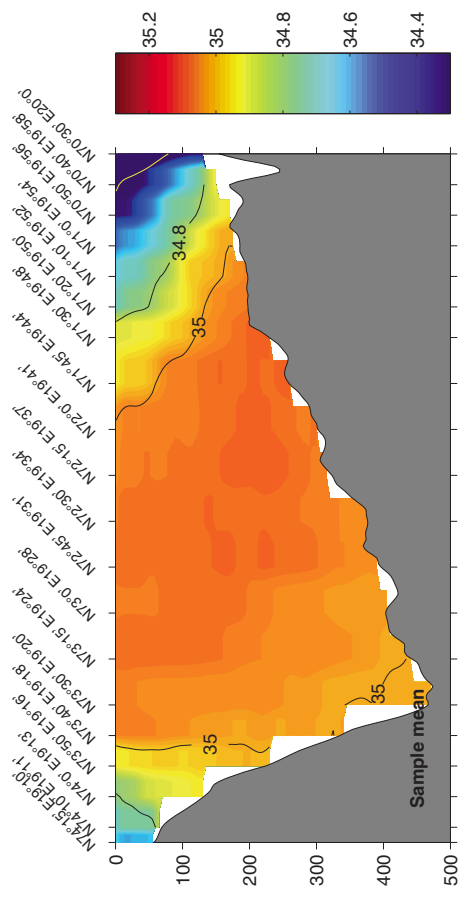 N74°15' E19°10'
N74°10' E19°11'
N74°0' E19°13'
N73°50' E19°16'
N73°40' E19°18'
N73°30' E19°20'
N73°15' E19°24'
N73°0' E19°28'
N72°45' E19°31'
N72°30' E19°34'
N72°15' E19°37'
N72°0' E19°41'
N71°45' E19°44'
N71°30' E19°48'
N71°20' E19°50'
N71°10' E19°52'
N71°0' E19°54'
N70°50' E19°56'
N70°40' E19°58'
N70°30' E20°0'
0
100
200
300
400
500
35
35
35
34.8
Sample mean
35.2
35
34.8
34.6
34.4